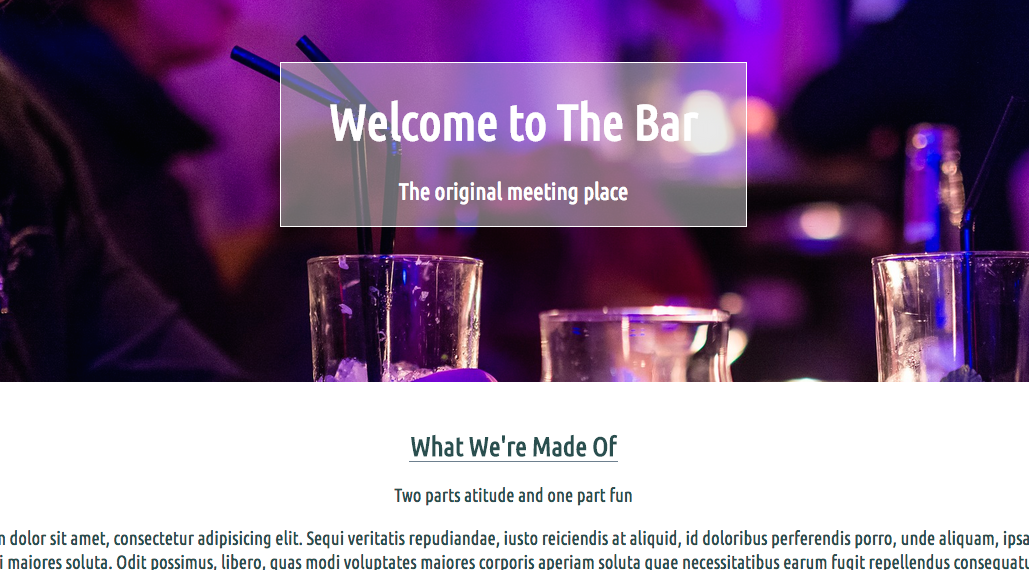 Welcome to The Bar
The original meeting place
What We're Made Of
Two parts atitude and one part fun
dolor sit amet, consectetur adipisicing elit. Sequi veritatis repudiandae, iusto reiciendis at aliquid, id doloribus perferendis porro, unde aliquam, ipsa
maiores soluta. Odit possimus, libero, quas modi voluptates maiores corporis aperiam soluta quae necessitatibus earum fugit repellendus